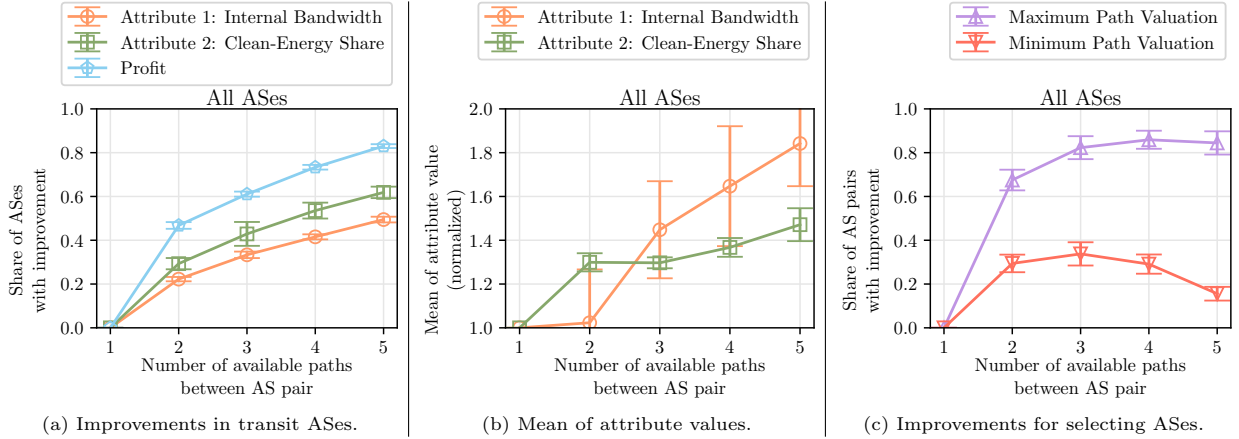 Attribute 1: Internal Bandwidth
Attribute 2: Clean-Energy Share
Profit
All ASes
Share of ASes
with improvement
1.0
0.8
0.6
0.4
0.2
0.0
1 2 3 4 5
Number of available paths
between AS pair
(a) Improvements in transit ASes.
Attribute 1: Internal Bandwidth
Attribute 2: Clean-Energy Share
All ASes
Mean of attribute value
(normalized)
2.0
1.8
1.6
1.4
1.2
1.0
1 2 3 4 5
Number of available paths
between AS pair
(b) Mean of attribute values.
Maximum Path Valuation
Minimum Path Valuation
All ASes
Share of AS pairs
with improvement
1.0
0.8
0.6
0.4
0.2
0.0
1 2 3 4 5
Number of available paths
between AS pair
(c) Improvements for selecting ASes.